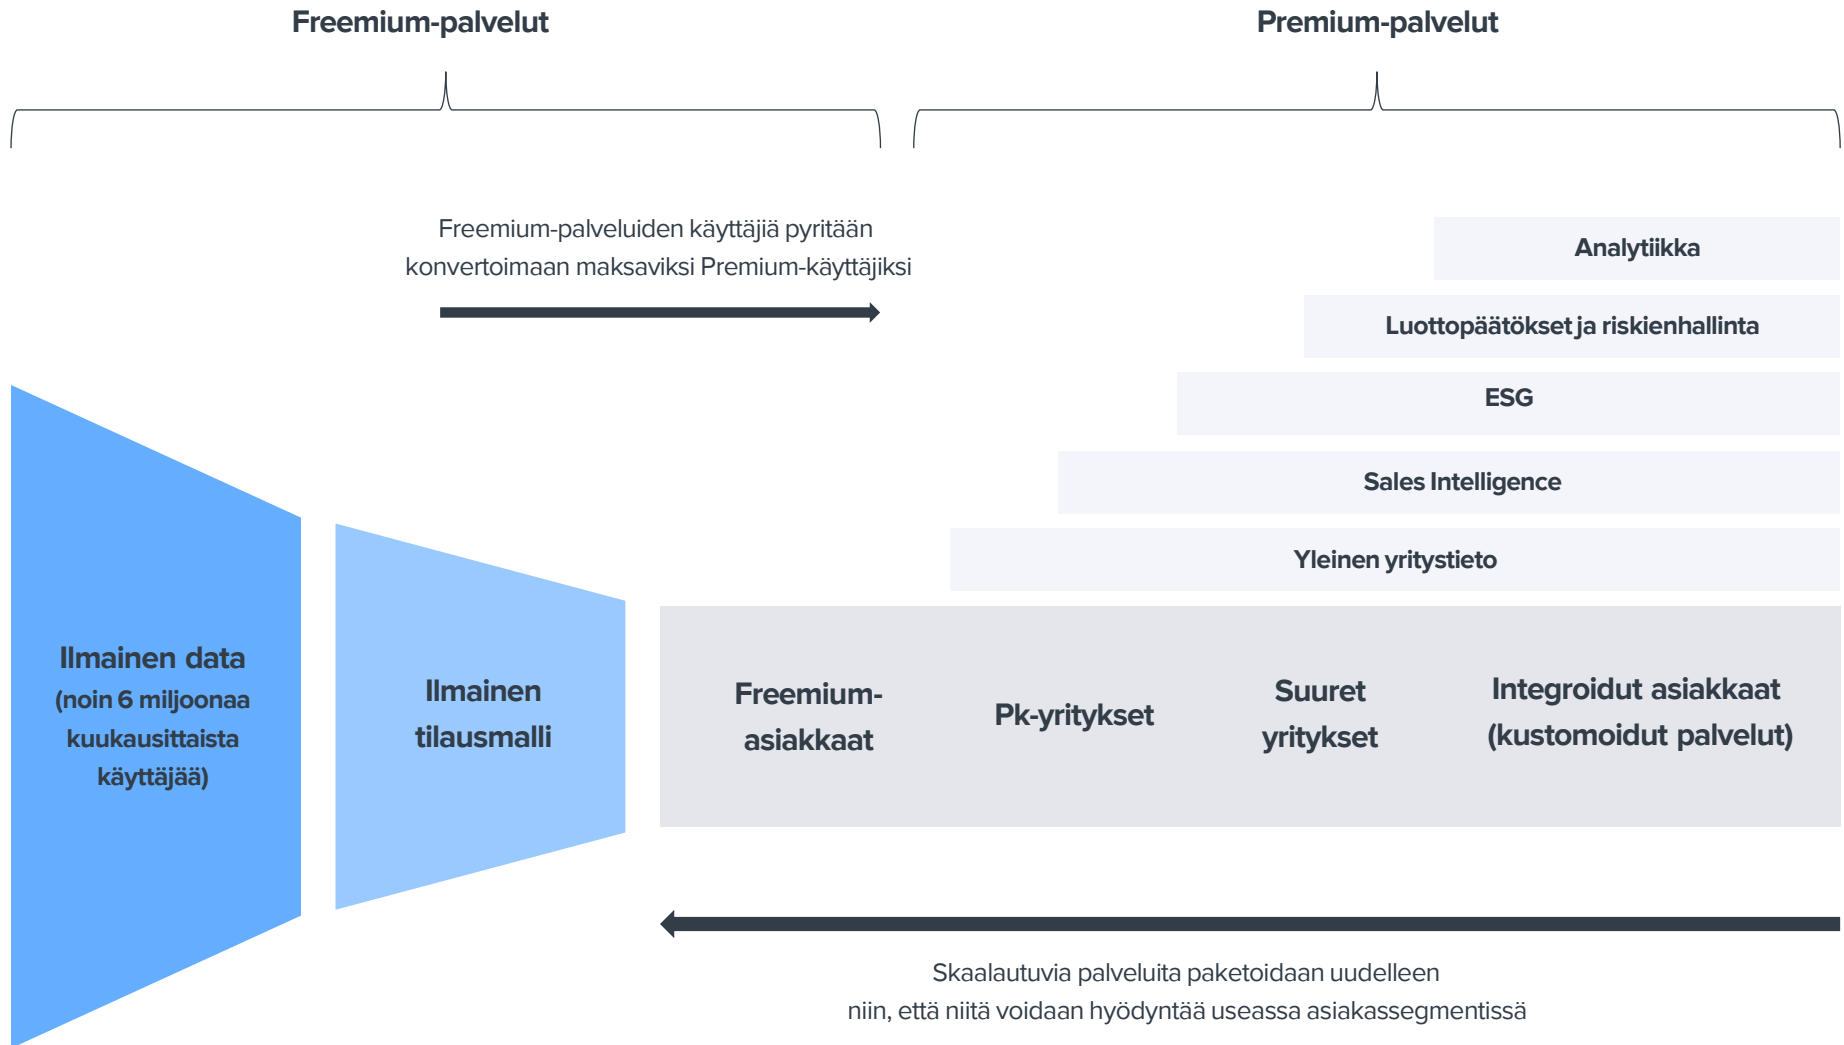 Freemium-palvelut
Premium-palvelut
Freemium-palveluiden käyttäjiä pyritään
konvertoimaan maksaviksi Premium-käyttäjiksi
Analytiikka
Luottopäätökset ja riskienhallinta
ESG
Sales Intelligence
Yleinen yritystieto
Ilmainen data
(noin 6 miljoonaa
kuukausittaista
käyttäjää)
Ilmainen
tilausmalli
Freemium-
asiakkaat
Pk-yritykset
Suuret
yritykset
Integroidut asiakkaat
(kustomoidut palvelut)
Skaalautuvia palveluita paketoidaan uudelleen
niin, että niitä voidaan hyödyntää useassa asiakassegmentissä